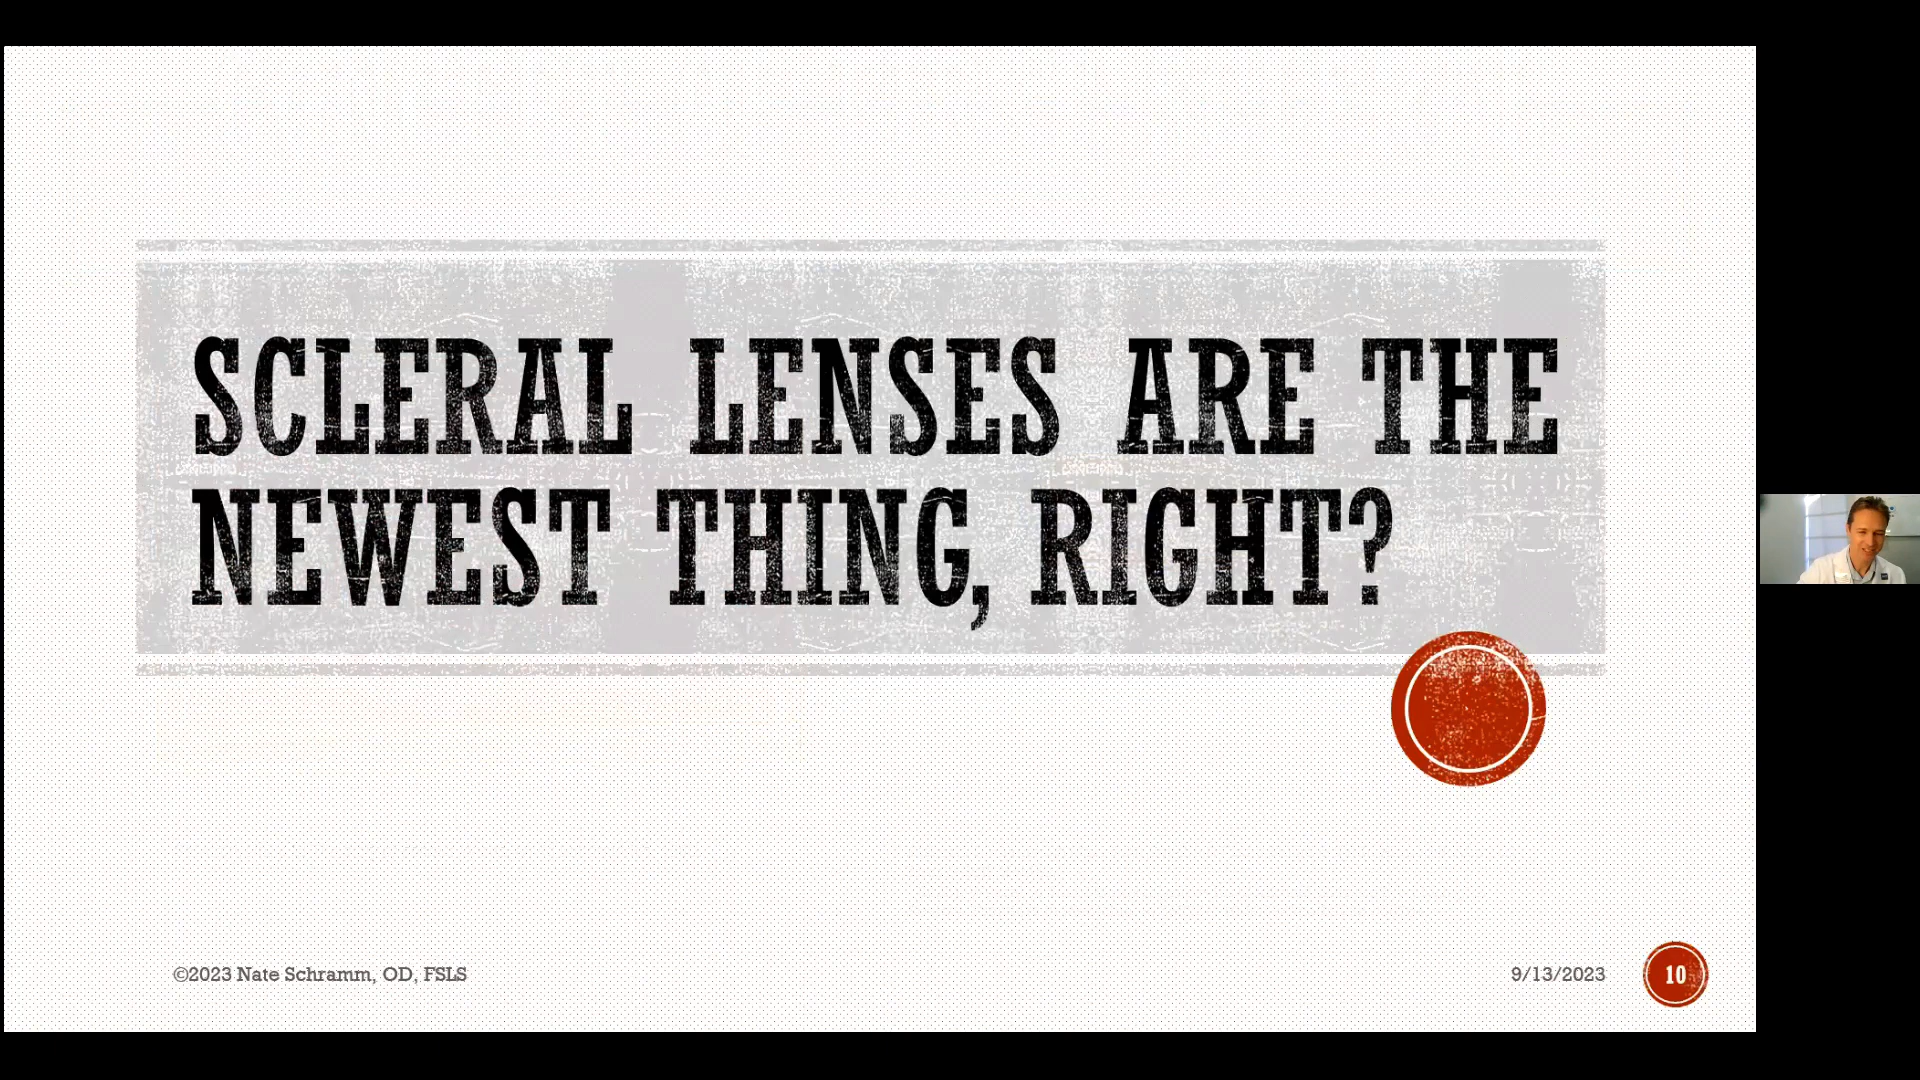 SCLERAL LENSES ARE THE
NEWEST THING, RIGHT?
©2023 Nate Schramm, OD, FSLS
9/13/2023
10